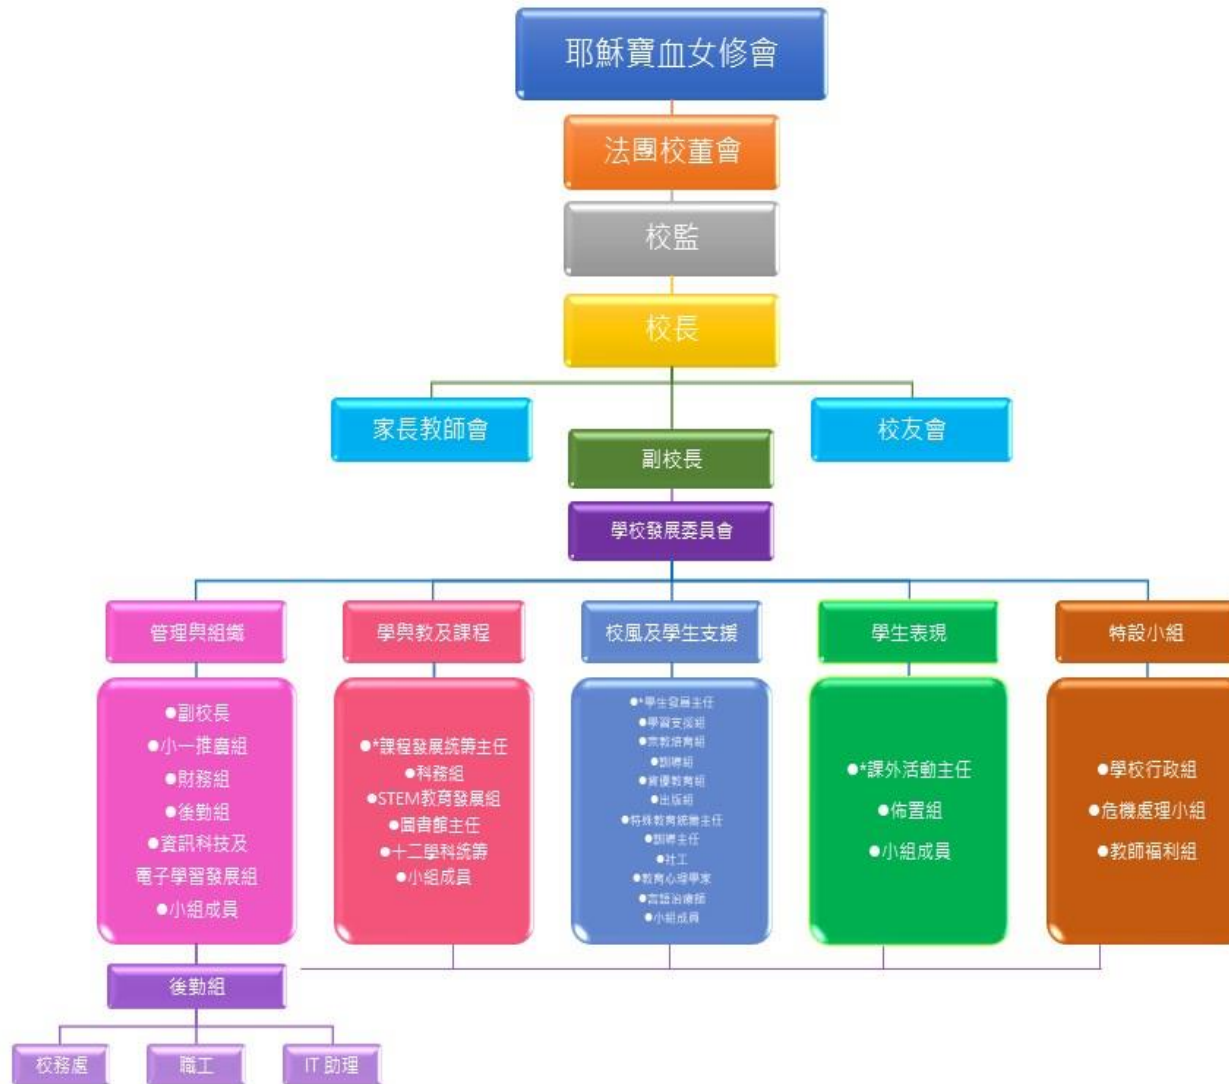 耶穌寶血女修會
法團校董會
校監
校長
家長教師會
校友會
副校長
學校發展委員會
管理與組織
學與教及課程
校風及學生支援
學生表現
特設小組
●副校長
●小一推廣組
●財務組
●後勤組
●資訊科技及
電子學習發展組
●小組成員
●*課程發展統籌主任
●科務組
●STEM教育發展組
●圖書館主任
●十二學科統籌
●小組成員
●*學生發展主任
●學習支援組
●宗教培育組
●訓導組
●資優教育組
●出版組
●特殊教育統籌主任
●訓導主任
●社工
●教育心理學家
●言語治療師
●小組成員
●*課外活動主任
●佈置組
●小組成員
●學校行政組
●危機處理小組
●教師福利組
後勤組
校務處
職工
IT 助理